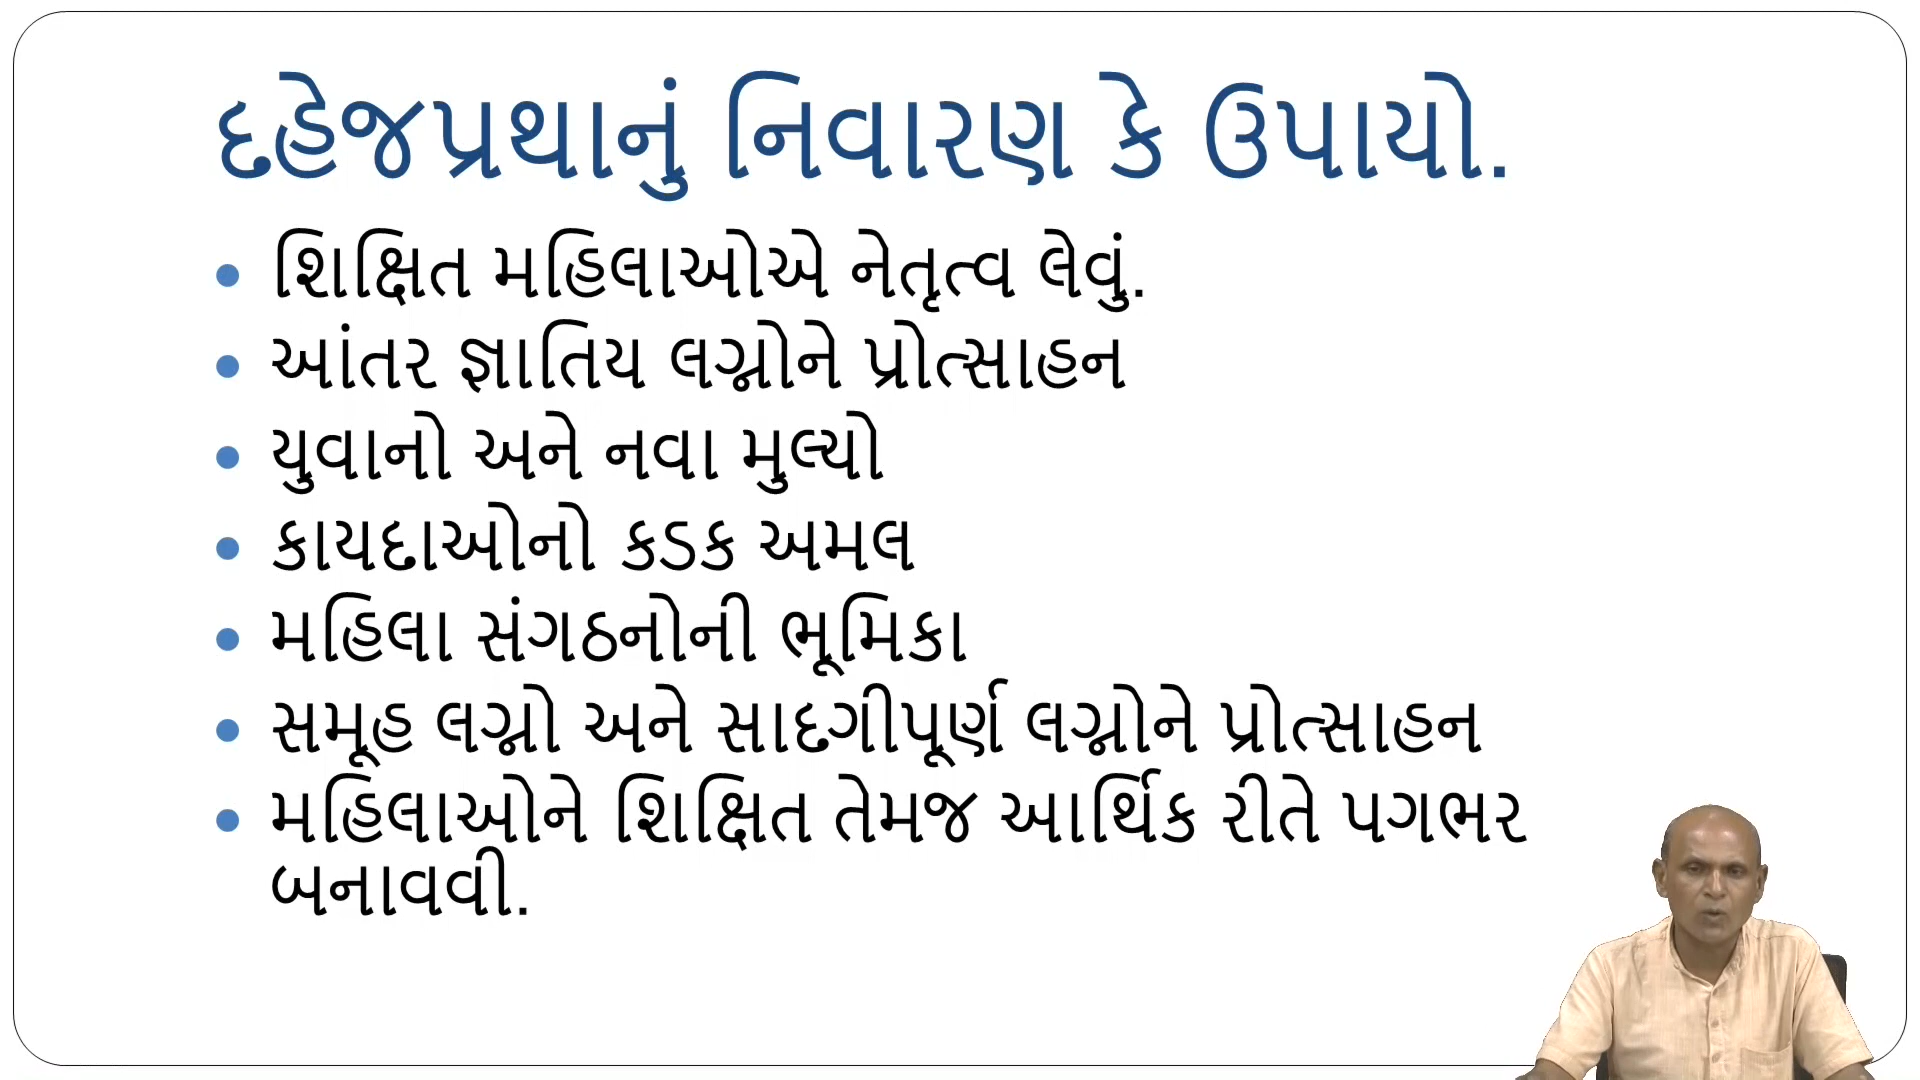 દહેજપ્રથાનું નિવારણ કે ઉપાયો.
• શિક્ષિત મહિલાઓએ નેતૃત્વ લેવું.
• આંતર જ્ઞાતિય લગ્નોને પ્રોત્સાહન
• યુવાનો અને નવા મુલ્યો
• કાયદાઓનો કડક અમલ
• મહિલા સંગઠનોની ભૂમિકા
• સમૂહ લગ્નો અને સાદગીપૂર્ણ લગ્નોને પ્રોત્સાહન
• મહિલાઓને શિક્ષિત તેમજ આર્થિક રીતે પગભર
બનાવવી.